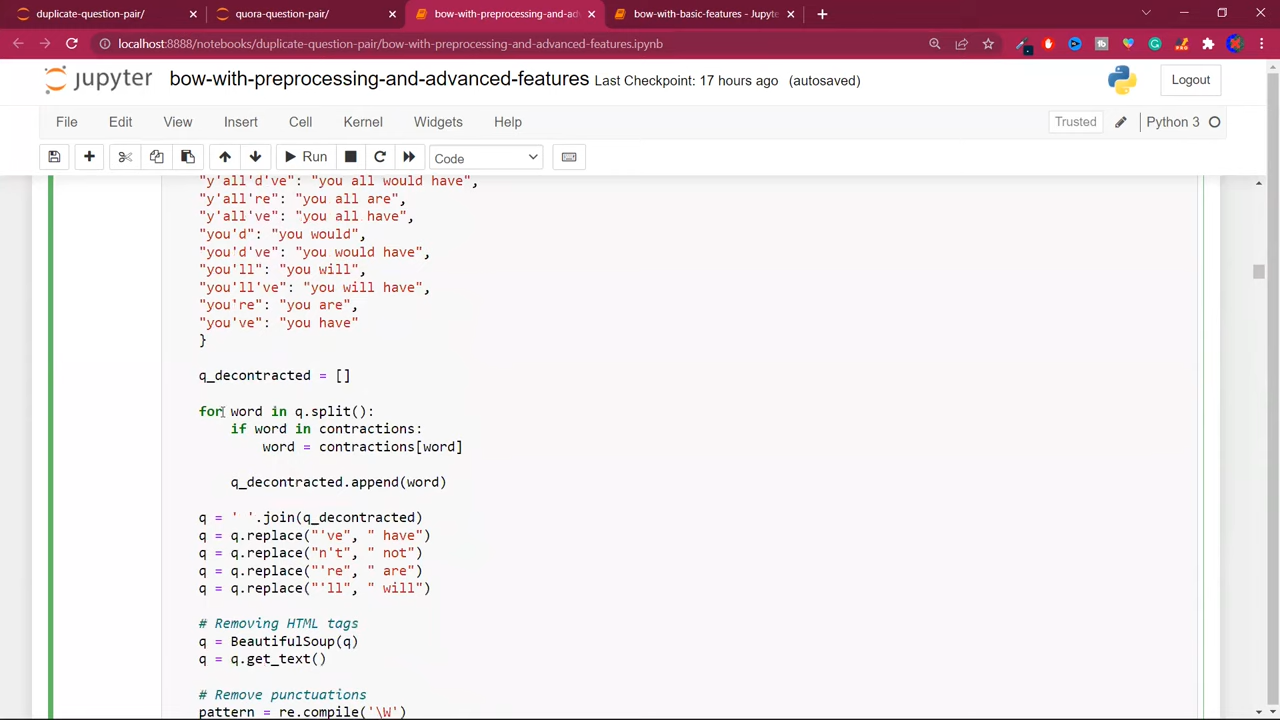 duplicate-question-pair/
quora-question-pair/
bow-with-preprocessing-and-adv
bow-with-basic-features - Jupyte
localhost:8888/notebooks/duplicate-question-pair/bow-with-preprocessing-and-advanced-features.ipynb
jupyter bow-with-preprocessing-and-advanced-features Last Checkpoint: 17 hours ago (autosaved)
Logout
File Edit View Insert Cell Kernel Widgets Help
Trusted
Python 3
Run
Code
"y'all'd've": "you all would have",
"y'all're": "you all are",
"y'all've": "you all have",
"you'd": "you would",
"you'd've": "you would have",
"you'll": "you will",
"you'll've": "you will have",
"you're": "you are",
"you've": "you have"
}
q_decontracted = []
for word in q.split():
if word in contractions:
word = contractions[word]
q_decontracted.append(word)
q = ' '.join(q_decontracted)
q = q.replace("'ve", " have")
q = q.replace("n't", " not")
q = q.replace("'re", " are")
q = q.replace("'ll", " will")
# Removing HTML tags
q = BeautifulSoup(q)
q = q.get_text()
# Remove punctuations
pattern = re.compile('\W')